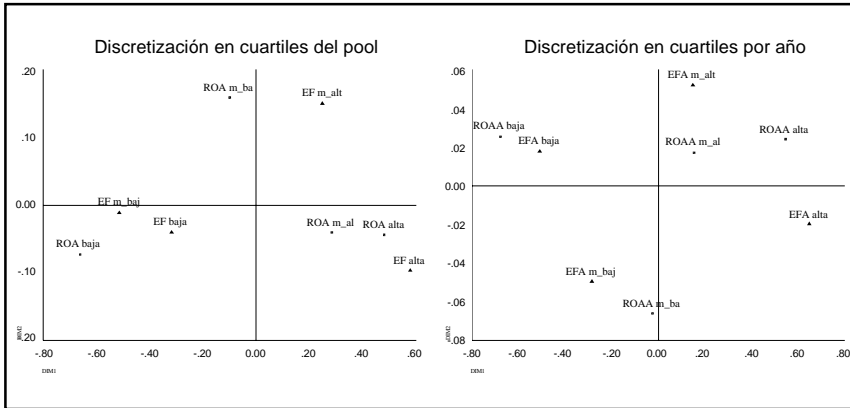 Discretización en cuartiles del pool
.20
.10
0.00
-.10
.20
-.80
-.60
-.40
-.20
0.00
.20
.40
.60
DIM1
ROA m_ba
EF m_alt
EF m_baj
EF baja
ROA baja
ROA m_al
ROA alta
EF alta
Discretización en cuartiles por año
.06
.04
.02
0.00
-.02
-.04
-.06
-.08
-.80
-.60
-.40
-.20
0.00
.20
.40
.60
.80
DIM1
EFA m_alt
ROAA baja
EFA baja
ROAA m_al
ROAA alta
EFA alta
EFA m_baj
ROAA m_ba